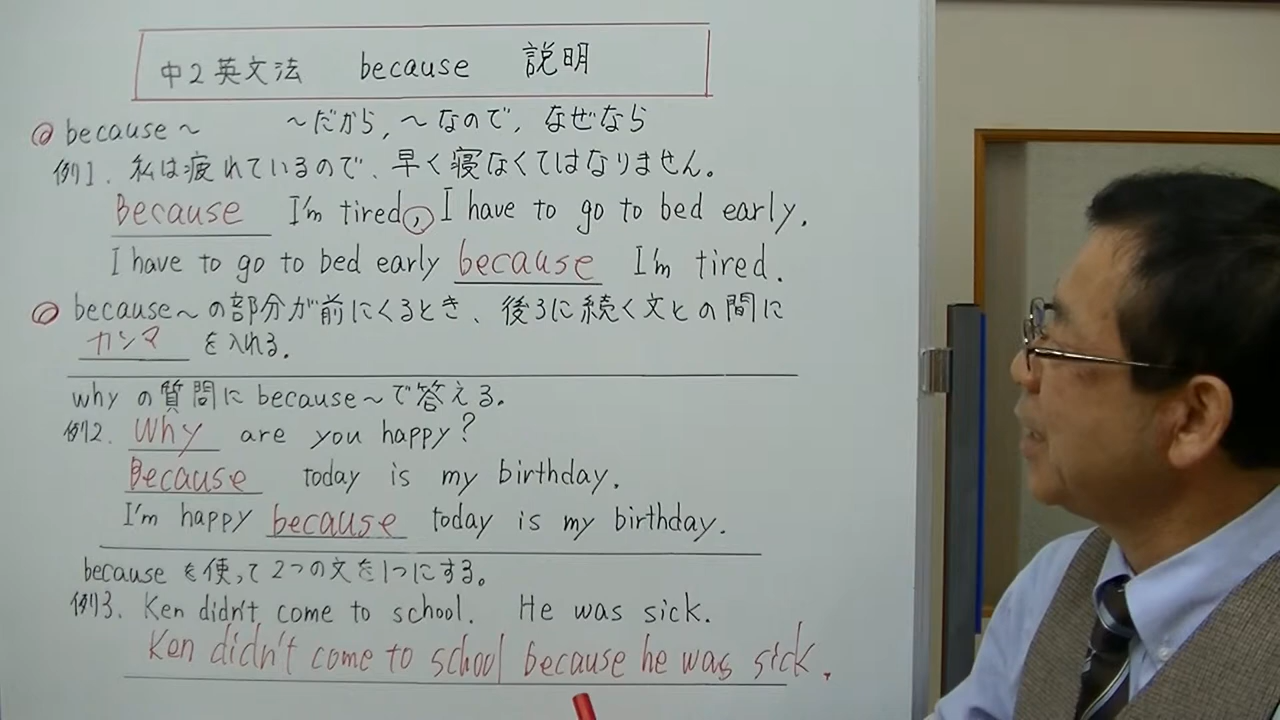 中2英文法 because 説明
◎ because～ ～だから, ～なので, なぜなら
例1. 私は疲れているので、早く寝なくてはなりません。
Because I'm tired, I have to go to bed early.
I have to go to bed early because I'm tired.
◎ because～の部分が前にくるとき、後ろに続く文との間に
カンマ を入れる。
why の質問に because～で答える。
例2. Why are you happy?
Because today is my birthday.
I'm happy because today is my birthday.
because を使って2つの文を1つにする。
例3. Ken didn't come to school. He was sick.
Ken didn't come to school because he was sick.